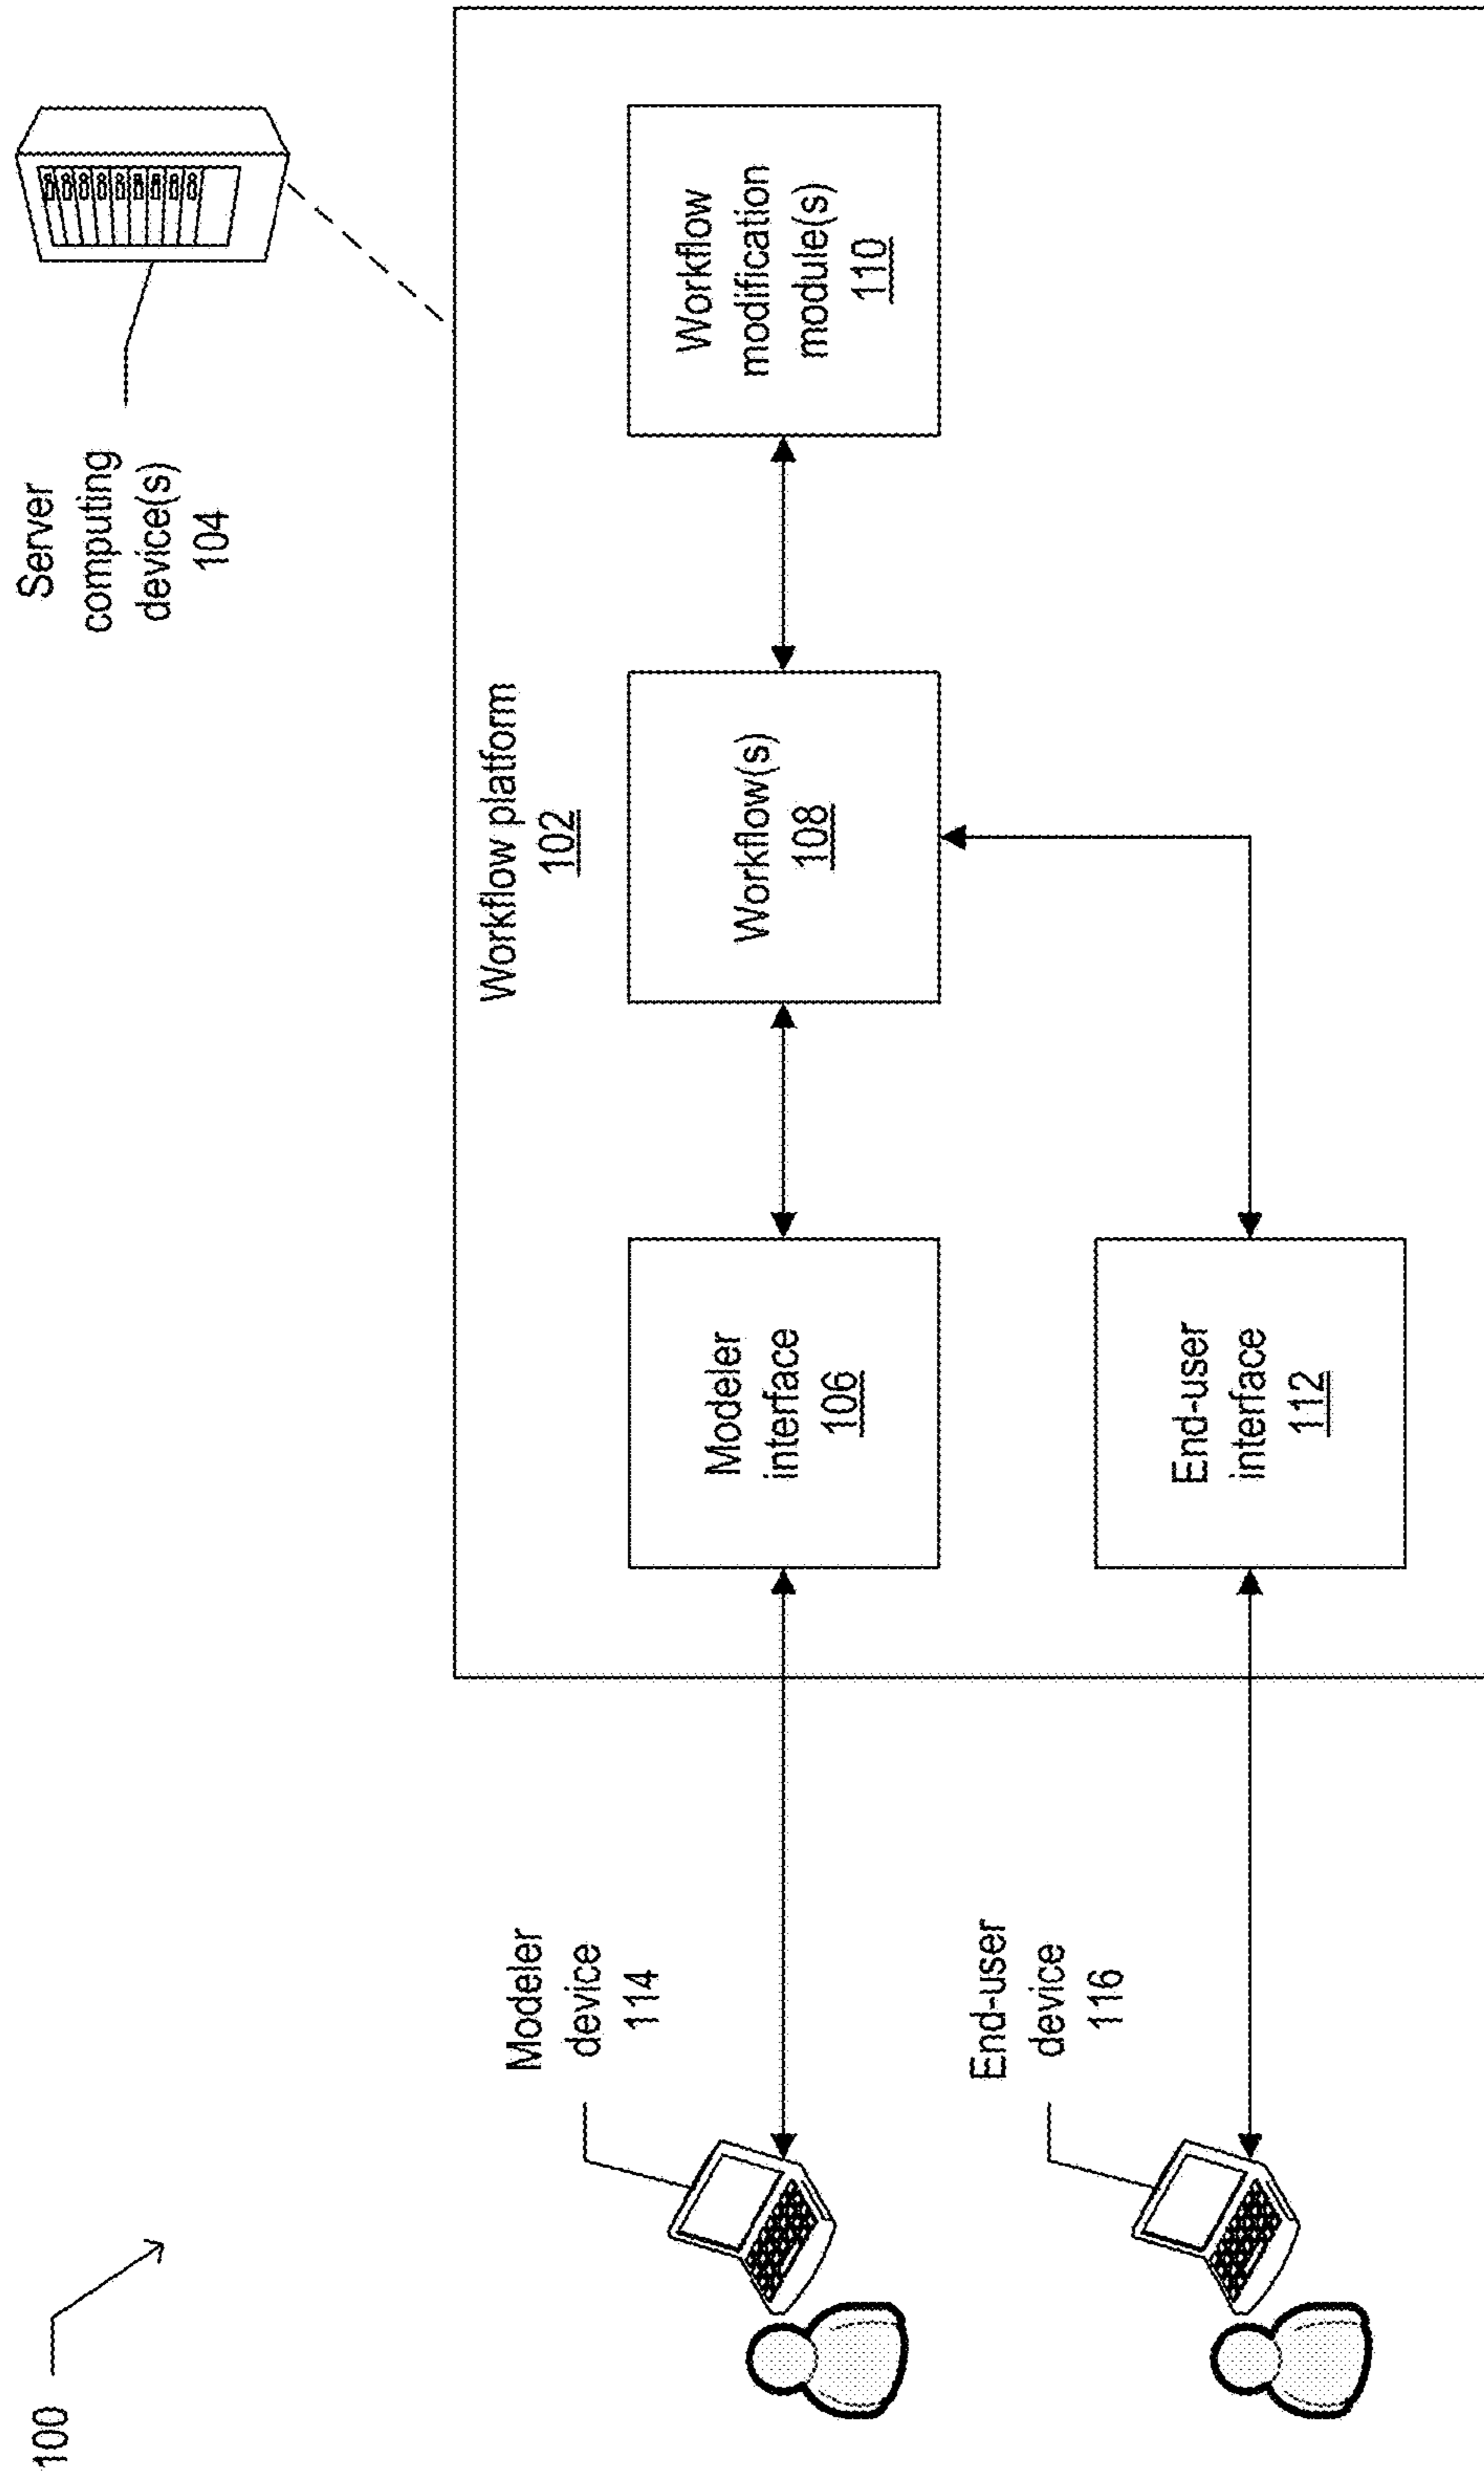 100
Server
computing
device(s)
104
Workflow platform
102
Modeler
device
114
Modeler
interface
106
Workflow(s)
108
Workflow
modification
module(s)
110
End-user
device
116
End-user
interface
112